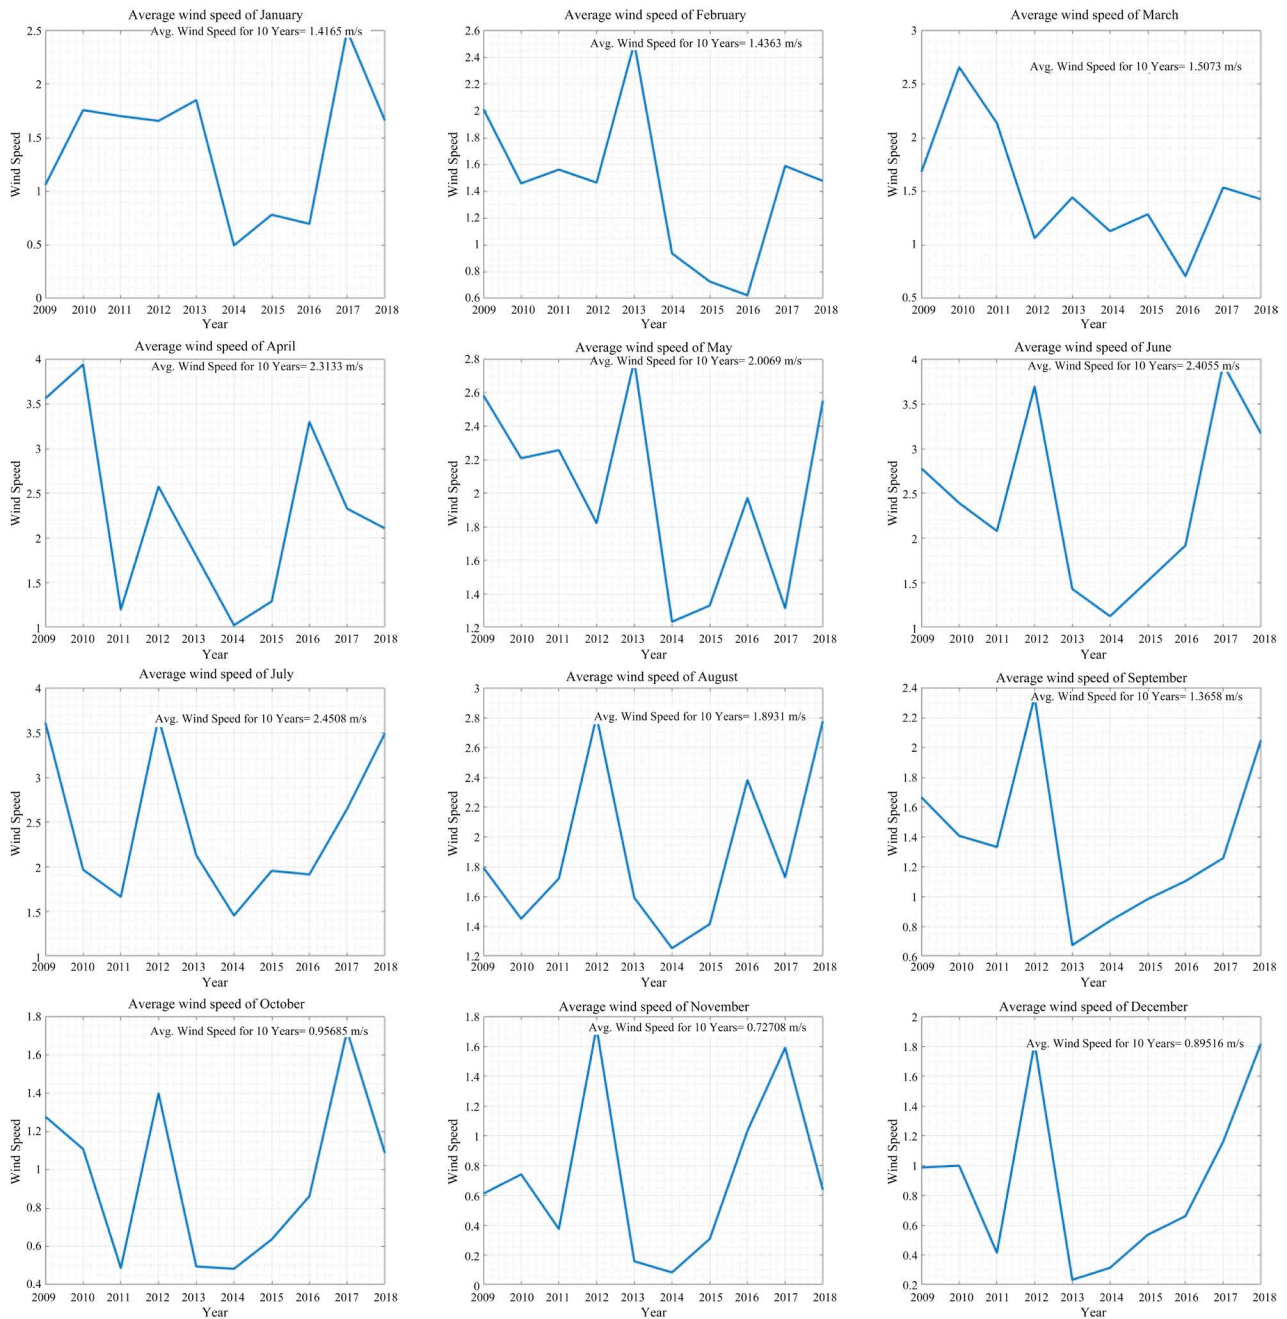 Average wind speed of January
Avg. Wind Speed for 10 Years= 1.4165 m/s
2.5
2
1.5
1
0.5
0
Wind Speed
2009 2010 2011 2012 2013 2014 2015 2016 2017 2018
Year
Average wind speed of February
Avg. Wind Speed for 10 Years= 1.4363 m/s
2.6
2.4
2.2
2
1.8
1.6
1.4
1.2
1
0.8
0.6
Wind Speed
2009 2010 2011 2012 2013 2014 2015 2016 2017 2018
Year
Average wind speed of March
Avg. Wind Speed for 10 Years= 1.5073 m/s
3
2.5
2
1.5
1
0.5
Wind Speed
2009 2010 2011 2012 2013 2014 2015 2016 2017 2018
Year
Average wind speed of April
Avg. Wind Speed for 10 Years= 2.3133 m/s
4
3.5
3
2.5
2
1.5
1
Wind Speed
2009 2010 2011 2012 2013 2014 2015 2016 2017 2018
Year
Average wind speed of May
Avg. Wind Speed for 10 Years= 2.0069 m/s
2.8
2.6
2.4
2.2
2
1.8
1.6
1.4
1.2
Wind Speed
2009 2010 2011 2012 2013 2014 2015 2016 2017 2018
Year
Average wind speed of June
Avg. Wind Speed for 10 Years= 2.4055 m/s
4
3.5
3
2.5
2
1.5
1
Wind Speed
2009 2010 2011 2012 2013 2014 2015 2016 2017 2018
Year
Average wind speed of July
Avg. Wind Speed for 10 Years= 2.4508 m/s
4
3.5
3
2.5
2
1.5
1
Wind Speed
2009 2010 2011 2012 2013 2014 2015 2016 2017 2018
Year
Average wind speed of August
Avg. Wind Speed for 10 Years= 1.8931 m/s
3
2.8
2.6
2.4
2.2
2
1.8
1.6
1.4
1.2
Wind Speed
2009 2010 2011 2012 2013 2014 2015 2016 2017 2018
Year
Average wind speed of September
Avg. Wind Speed for 10 Years= 1.3658 m/s
2.4
2.2
2
1.8
1.6
1.4
1.2
1
0.8
0.6
Wind Speed
2009 2010 2011 2012 2013 2014 2015 2016 2017 2018
Year
Average wind speed of October
Avg. Wind Speed for 10 Years= 0.95685 m/s
1.8
1.6
1.4
1.2
1
0.8
0.6
0.4
Wind Speed
2009 2010 2011 2012 2013 2014 2015 2016 2017 2018
Year
Average wind speed of November
Avg. Wind Speed for 10 Years= 0.72708 m/s
1.8
1.6
1.4
1.2
1
0.8
0.6
0.4
0.2
0
Wind Speed
2009 2010 2011 2012 2013 2014 2015 2016 2017 2018
Year
Average wind speed of December
Avg. Wind Speed for 10 Years= 0.89516 m/s
2
1.8
1.6
1.4
1.2
1
0.8
0.6
0.4
0.2
Wind Speed
2009 2010 2011 2012 2013 2014 2015 2016 2017 2018
Year